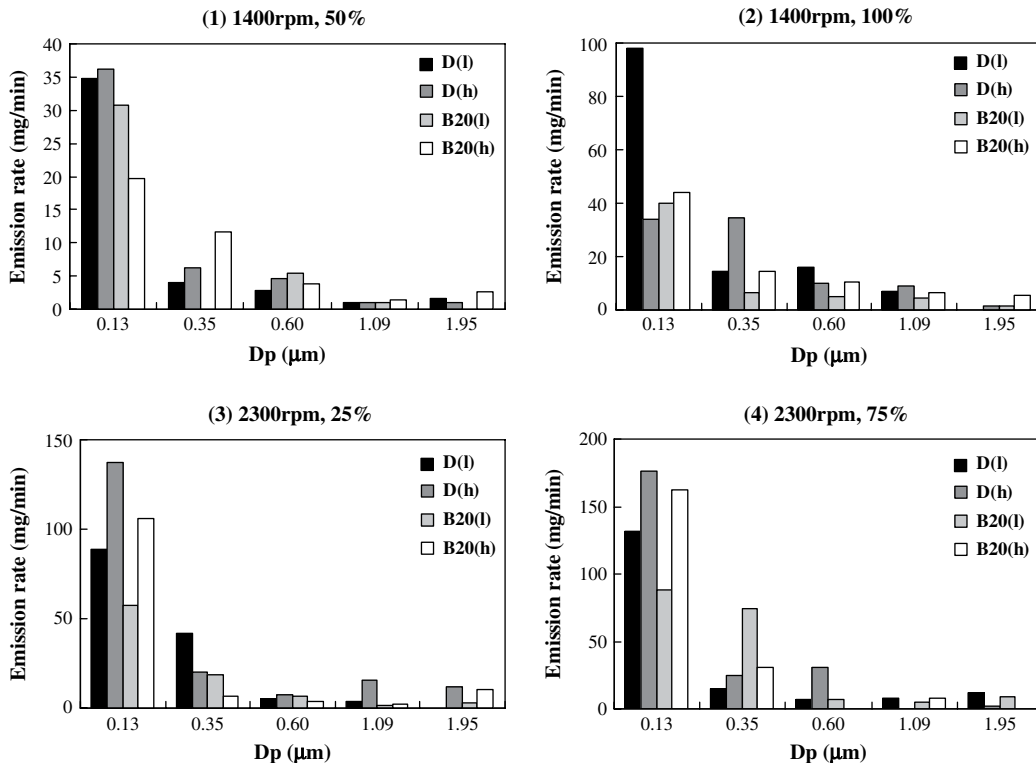 (1) 1400rpm, 50%
Emission rate (mg/min)
40
35
30
25
20
15
10
5
0
D(l)
D(h)
B20(l)
B20(h)
0.13 0.35 0.60 1.09 1.95
Dp (μm)
(2) 1400rpm, 100%
Emission rate (mg/min)
100
80
60
40
20
0
D(l)
D(h)
B20(l)
B20(h)
0.13 0.35 0.60 1.09 1.95
Dp (μm)
(3) 2300rpm, 25%
Emission rate (mg/min)
150
100
50
0
D(l)
D(h)
B20(l)
B20(h)
0.13 0.35 0.60 1.09 1.95
Dp (μm)
(4) 2300rpm, 75%
Emission rate (mg/min)
200
150
100
50
0
D(l)
D(h)
B20(l)
B20(h)
0.13 0.35 0.60 1.09 1.95
Dp (μm)